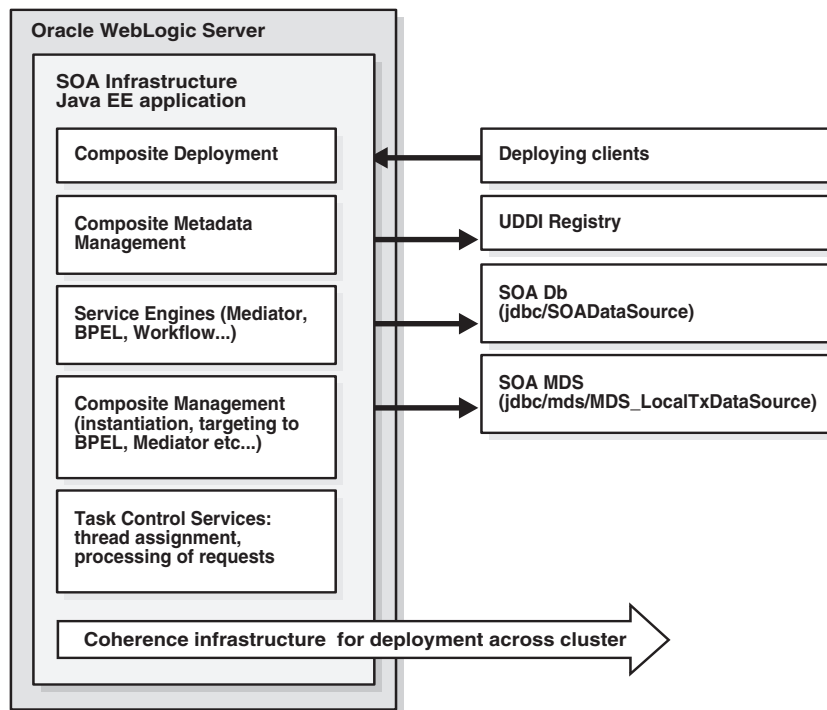 Oracle WebLogic Server
SOA Infrastructure
Java EE application
Composite Deployment
Composite Metadata
Management
Service Engines (Mediator,
BPEL, Workflow...)
Composite Management
(instantiation, targeting to
BPEL, Mediator etc...)
Task Control Services:
thread assignment,
processing of requests
Coherence infrastructure for deployment across cluster
Deploying clients
UDDI Registry
SOA Db
(jdbc/SOADataSource)
SOA MDS
(jdbc/mds/MDS_LocalTxDataSource)